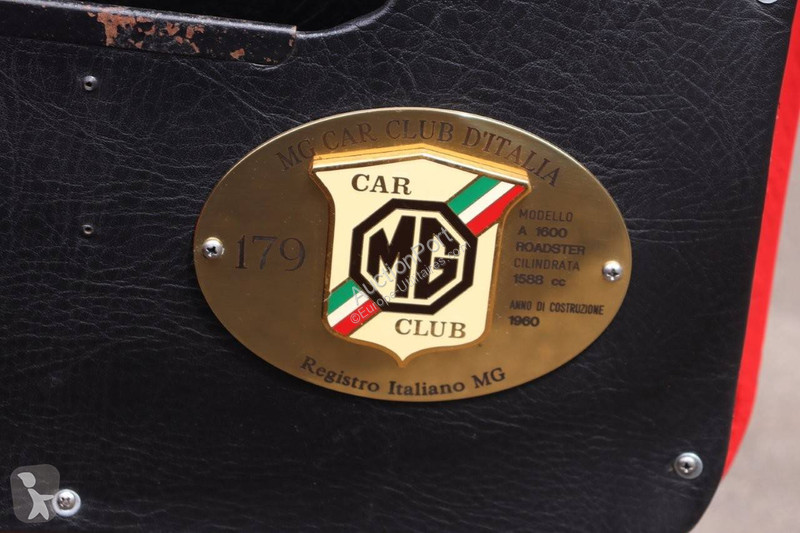 MG CAR CLUB D'ITALIA
CAR
MG
CLUB
179
MODELLO
A 1600
ROADSTER
CILINDRATA
1588 cc
ANNO DI COSTRUZIONE
1960
Registro Italiano MG
AuctionPort